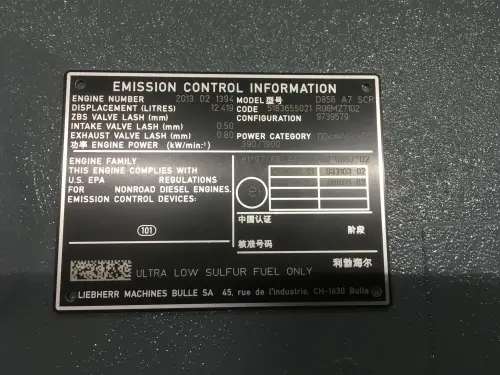 EMISSION CONTROL INFORMATION
ENGINE NUMBER 2013 02 1394 MODEL 型号 D856 A7 SCR
DISPLACEMENT (LITRES) 12.419 CODE 5183655021 R06MZ7102
ZBS VALVE LASH (mm) CONFIGURATION 9739579
INTAKE VALVE LASH (mm) 0.50
EXHAUST VALVE LASH (mm) 0.80 POWER CATEGORY
功率 ENGINE POWER (kW/min-1) 390/1900
ENGINE FAMILY
THIS ENGINE COMPLIES WITH
U.S. EPA REGULATIONS
FOR NONROAD DIESEL ENGINES.
EMISSION CONTROL DEVICES:
中国认证
阶段
101
核准号码
ULTRA LOW SULFUR FUEL ONLY 利勃海尔
LIEBHERR MACHINES BULLE SA 45, rue de l'industrie, CH-1630 Bulle